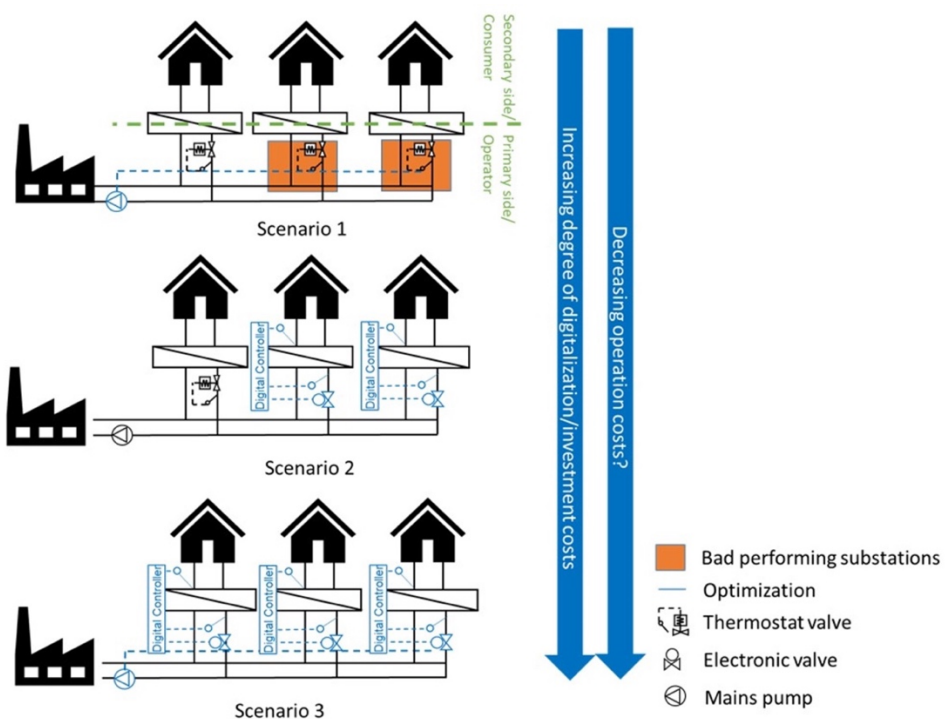 Secondary side/
Consumer
Primary side/
Operator
Scenario 1
Digital Controller
Digital Controller
Scenario 2
Digital Controller
Digital Controller
Digital Controller
Scenario 3
Increasing degree of digitalization/investment costs
Decreasing operation costs?
Bad performing substations
Optimization
Thermostat valve
Electronic valve
Mains pump